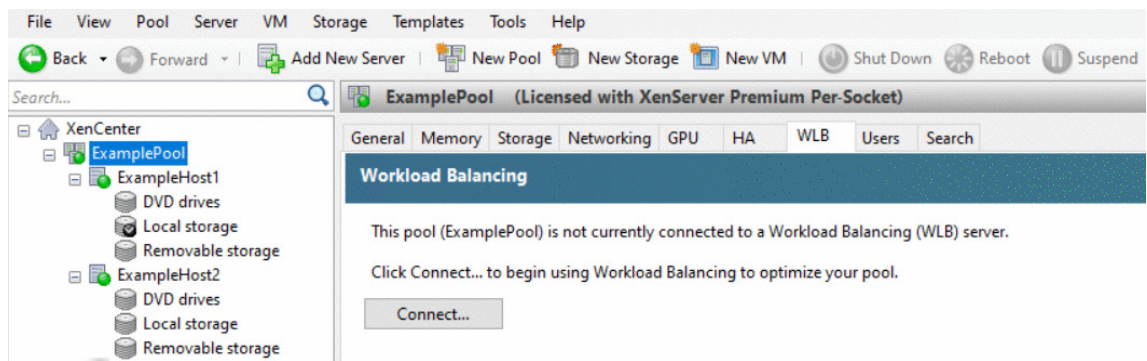 File View Pool Server VM Storage Templates Tools Help
Back Forward Add New Server New Pool New Storage New VM Shut Down Reboot Suspend
Search...
ExamplePool (Licensed with XenServer Premium Per-Socket)
XenCenter
ExamplePool
ExampleHost1
DVD drives
Local storage
Removable storage
ExampleHost2
DVD drives
Local storage
Removable storage
General Memory Storage Networking GPU HA WLB Users Search
Workload Balancing
This pool (ExamplePool) is not currently connected to a Workload Balancing (WLB) server.
Click Connect... to begin using Workload Balancing to optimize your pool.
Connect...